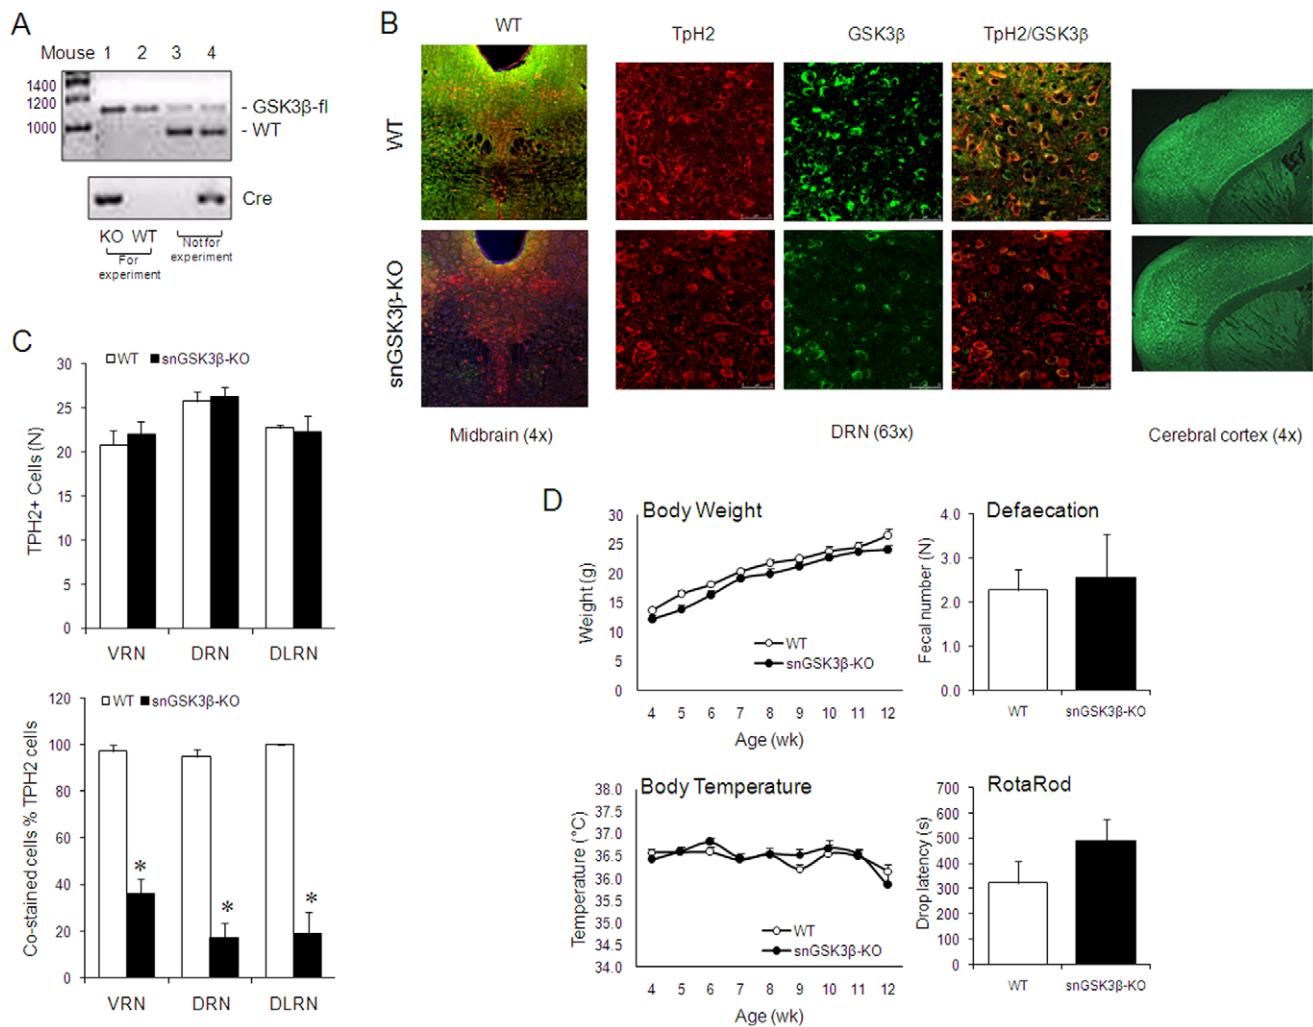 A
Mouse 1 2 3 4
1400
1200
1000
- GSK3β-fl
- WT
Cre
KO WT
For
experiment
Not for
experiment
B
WT
TpH2
GSK3β
TpH2/GSK3β
WT
snGSK3β-KO
Midbrain (4x)
DRN (63x)
Cerebral cortex (4x)
C
WT snGSK3β-KO
TPH2+ Cells (N)
30
25
20
15
10
5
0
VRN DRN DLRN
WT snGSK3β-KO
Co-stained cells % TPH2 cells
120
100
80
60
40
20
0
* * *
VRN DRN DLRN
D
Body Weight
Weight (g)
30
25
20
15
10
5
0
WT
snGSK3β-KO
4 5 6 7 8 9 10 11 12
Age (wk)
Defaecation
Fecal number (N)
4.0
3.0
2.0
1.0
0.0
WT snGSK3β-KO
Body Temperature
Temperature (°C)
38.0
37.5
37.0
36.5
36.0
35.5
35.0
34.5
34.0
WT
snGSK3β-KO
4 5 6 7 8 9 10 11 12
Age (wk)
RotaRod
Drop latency (s)
700
600
500
400
300
200
100
0
WT snGSK3β-KO